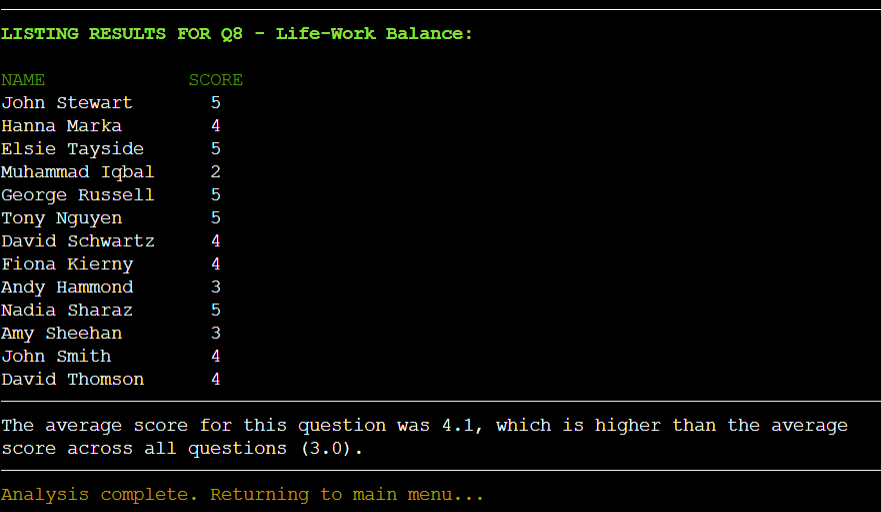 LISTING RESULTS FOR Q8 - Life-Work Balance:
NAME SCORE
John Stewart 5
Hanna Marka 4
Elsie Tayside 5
Muhammad Iqbal 2
George Russell 5
Tony Nguyen 5
David Schwartz 4
Fiona Kierny 4
Andy Hammond 3
Nadia Sharaz 5
Amy Sheehan 3
John Smith 4
David Thomson 4
The average score for this question was 4.1, which is higher than the average
score across all questions (3.0).
Analysis complete. Returning to main menu...